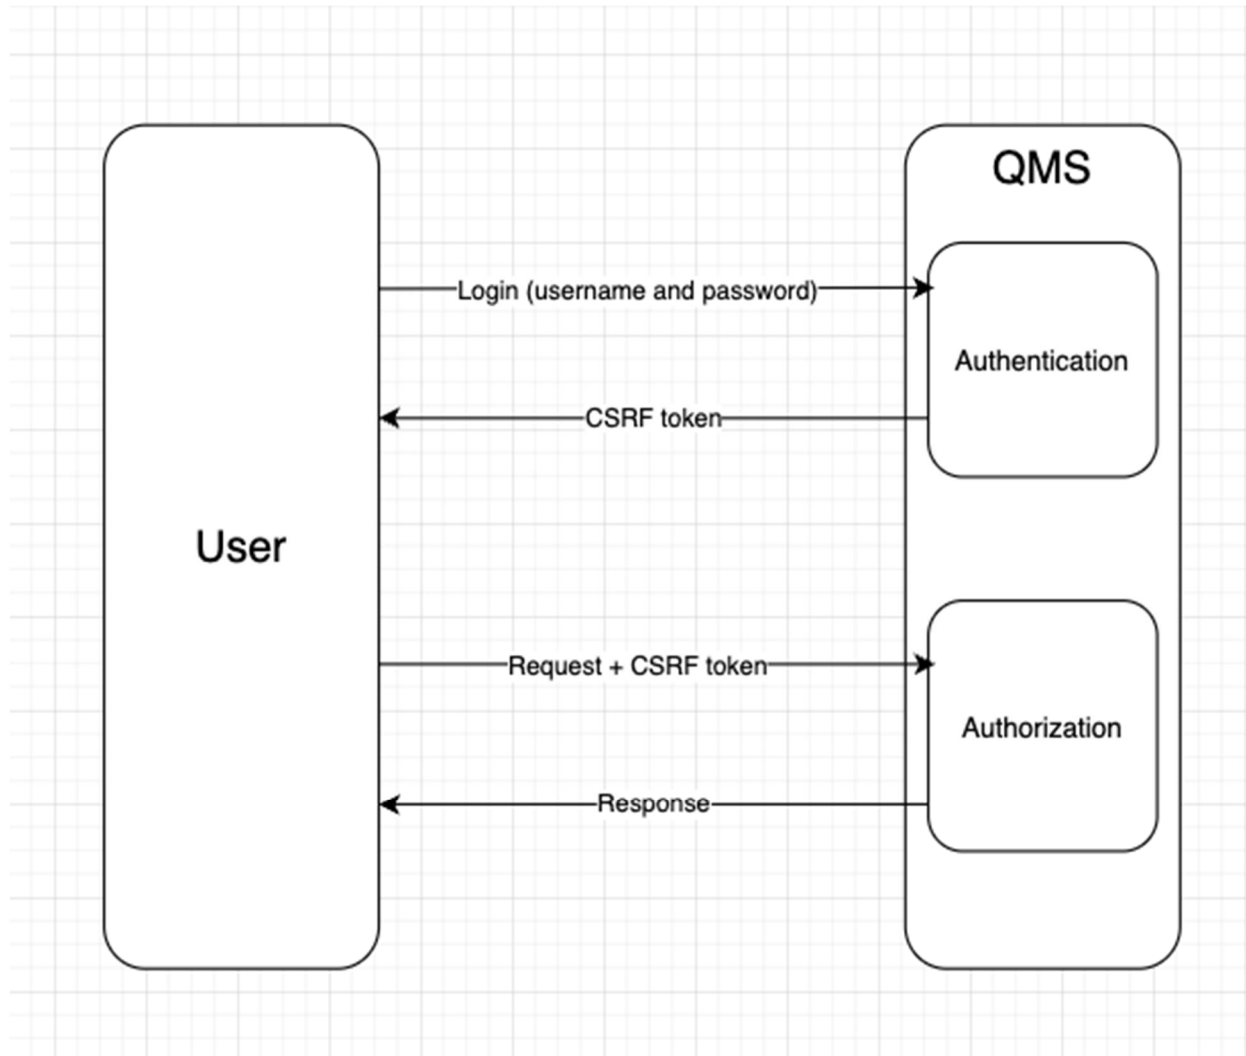 QMS
Login (username and password)
Authentication
CSRF token
User
Request + CSRF token
Authorization
Response